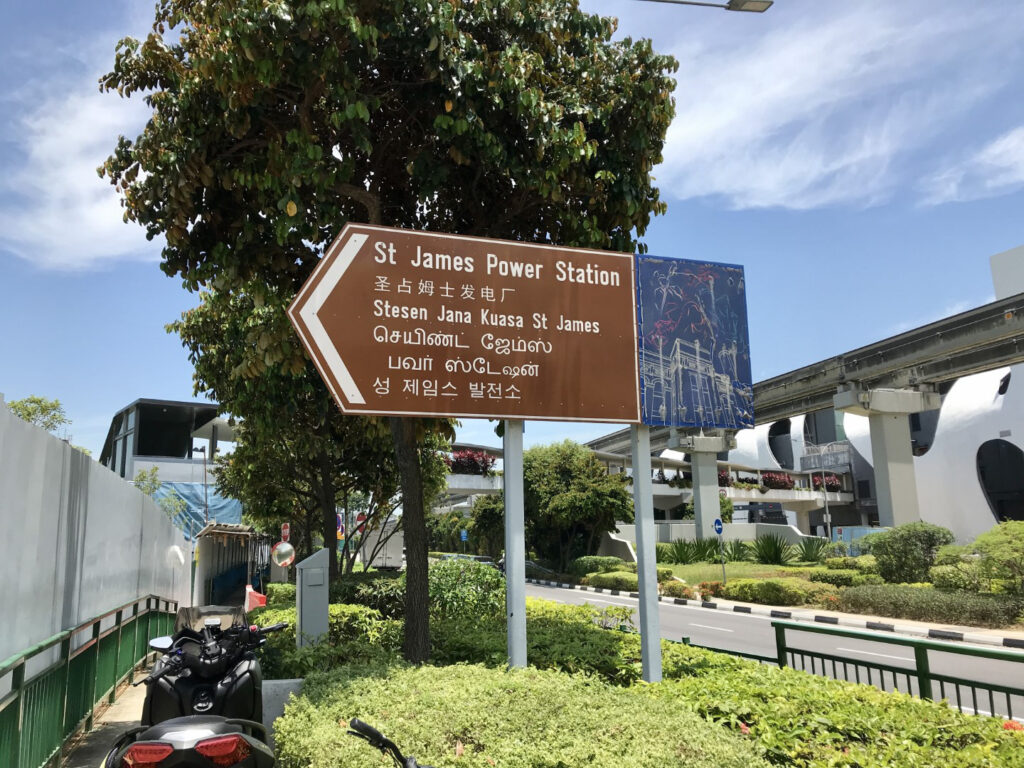 St James Power Station
圣占姆士发电厂
Stesen Jana Kuasa St James
செயிண்ட் ஜேம்ஸ்
பவர் ஸ்டேஷன்
성 제임스 발전소